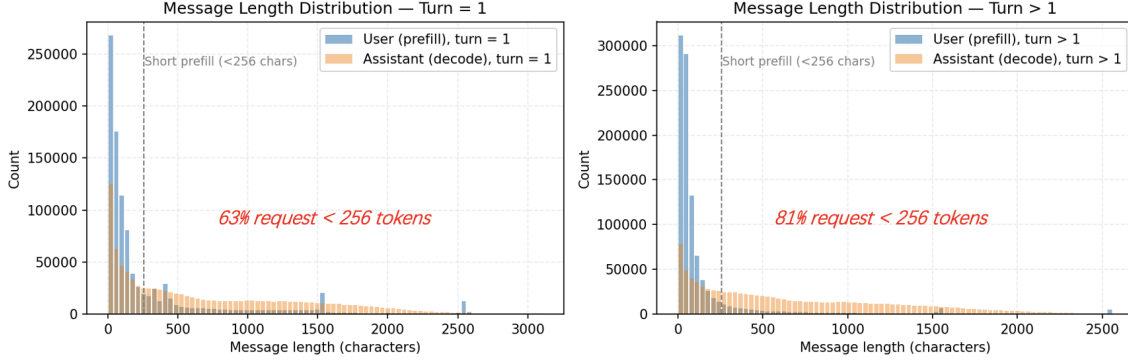 Message Length Distribution — Turn = 1
Count
250000
200000
150000
100000
50000
0
User (prefill), turn = 1
Assistant (decode), turn = 1
Short prefill (<256 chars)
63% request < 256 tokens
0 500 1000 1500 2000 2500 3000
Message length (characters)
Message Length Distribution — Turn > 1
Count
300000
250000
200000
150000
100000
50000
0
User (prefill), turn > 1
Assistant (decode), turn > 1
Short prefill (<256 chars)
81% request < 256 tokens
0 500 1000 1500 2000 2500
Message length (characters)